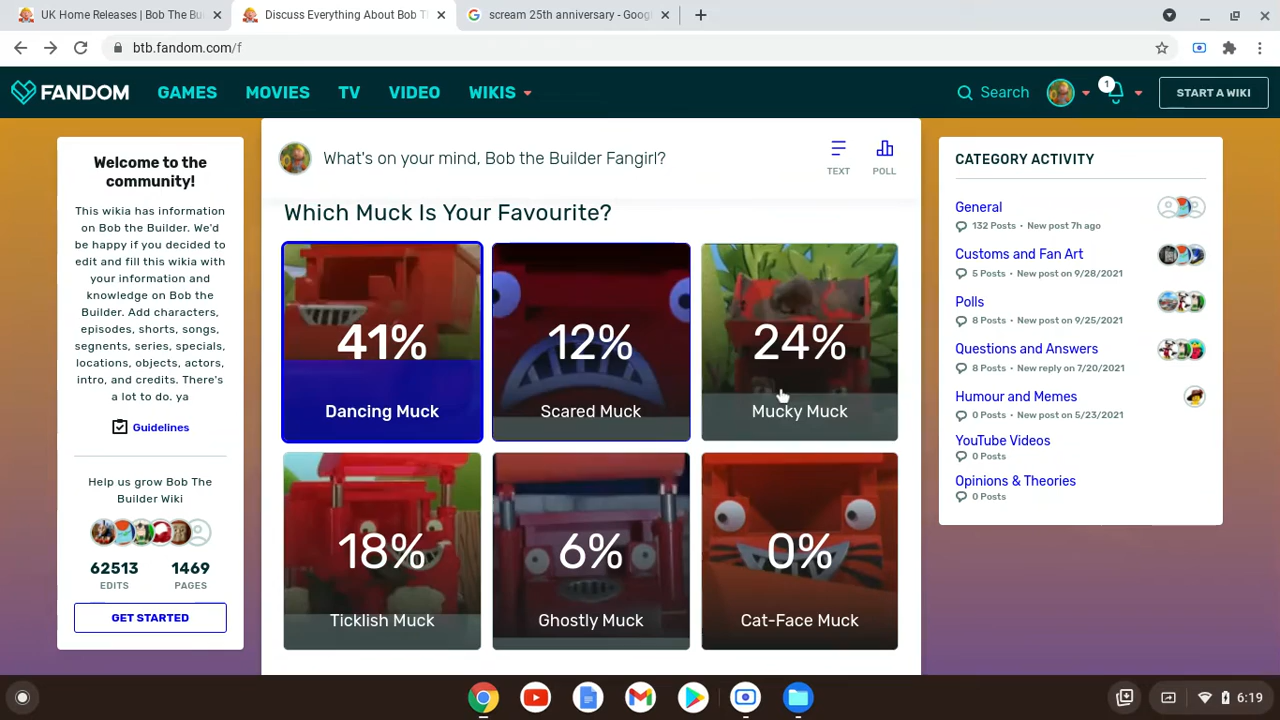 UK Home Releases | Bob The Bu
Discuss Everything About Bob T
scream 25th anniversary - Goog
btb.fandom.com/f
FANDOM
GAMES
MOVIES
TV
VIDEO
WIKIS
Search
1
START A WIKI
Welcome to the
community!
This wikia has information
on Bob the Builder. We'd
be happy if you decided to
edit and fill this wikia with
your information and
knowledge on Bob the
Builder. Add characters,
episodes, shorts, songs,
segnents, series, specials,
locations, objects, actors,
intro, and credits. There's
a lot to do. ya
Guidelines
Help us grow Bob The
Builder Wiki
62513
EDITS
1469
PAGES
GET STARTED
What's on your mind, Bob the Builder Fangirl?
TEXT
POLL
Which Muck Is Your Favourite?
41%
Dancing Muck
12%
Scared Muck
24%
Mucky Muck
18%
Ticklish Muck
6%
Ghostly Muck
0%
Cat-Face Muck
CATEGORY ACTIVITY
General
132 Posts • New post 7h ago
Customs and Fan Art
5 Posts • New post on 9/28/2021
Polls
8 Posts • New post on 9/25/2021
Questions and Answers
8 Posts • New reply on 7/20/2021
Humour and Memes
0 Posts • New post on 5/23/2021
YouTube Videos
0 Posts
Opinions & Theories
0 Posts
6:19